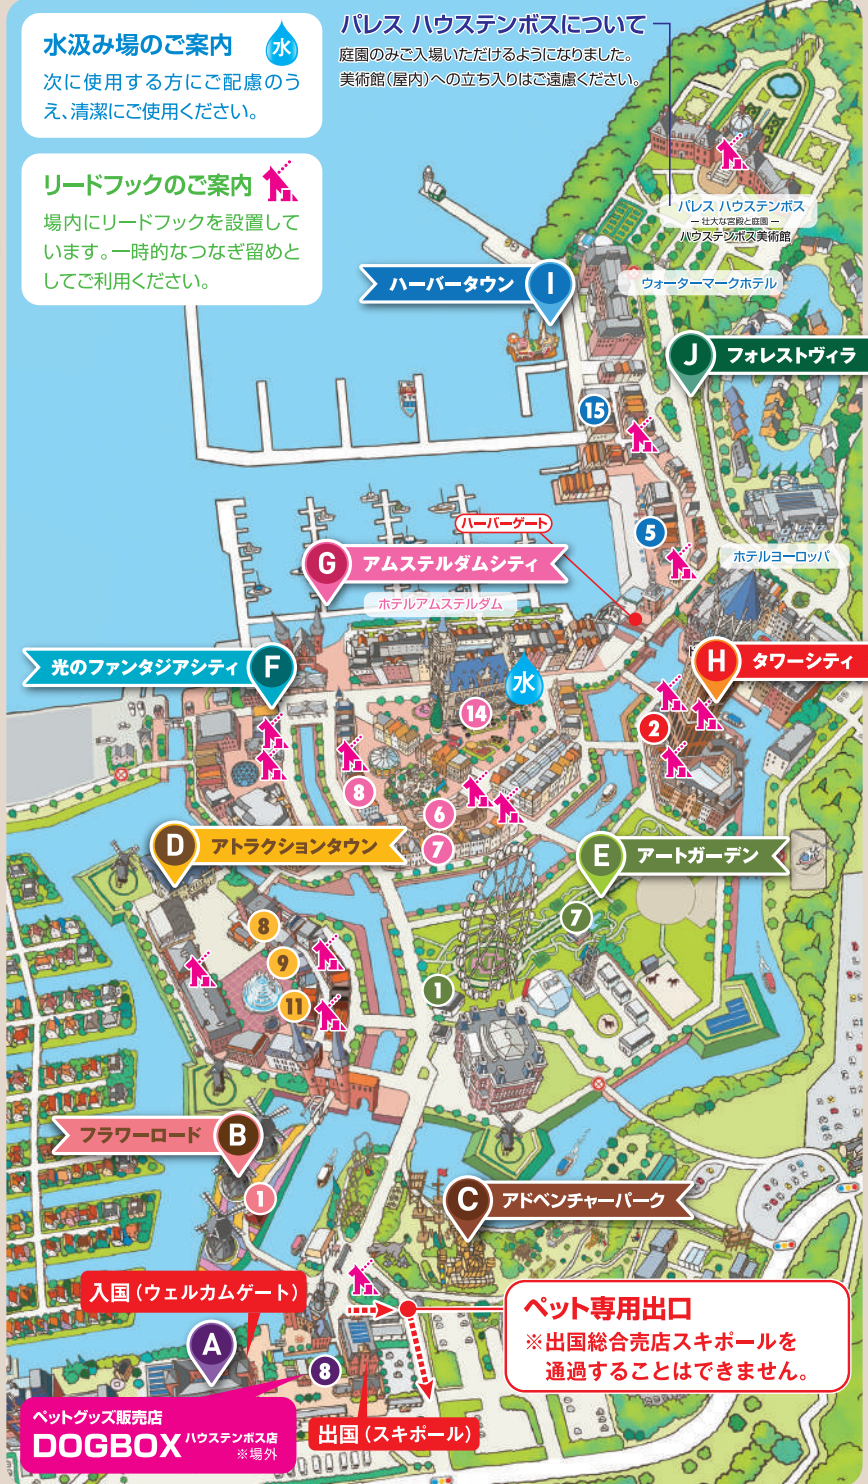 水汲み場のご案内
水
次に使用する方にご配慮のう
え、清潔にご使用ください。
リードフックのご案内
場内にリードフックを設置して
います。一時的なつなぎ留めと
してご利用ください。
パレス ハウステンボスについて
庭園のみご入場いただけるようになりました。
美術館(屋内)への立ち入りはご遠慮ください。
パレス ハウステンボス
ー 壮大な宮殿と庭園 ー
ハウステンボス美術館
ハーバータウン I
ウォーターマークホテル
J フォレストヴィラ
15
ハーバーゲート
5
G アムステルダムシティ
ホテルヨーロッパ
ホテルアムステルダム
光のファンタジアシティ F
H タワーシティ
水
14
2
8
6
7
D アトラクションタウン
E アートガーデン
8
7
9
1
11
フラワーロード B
1
C アドベンチャーパーク
入国(ウェルカムゲート)
ペット専用出口
※出国総合売店スキポールを
通過することはできません。
A
8
ペットグッズ販売店
DOGBOX ハウステンボス店
※場外
出国(スキポール)